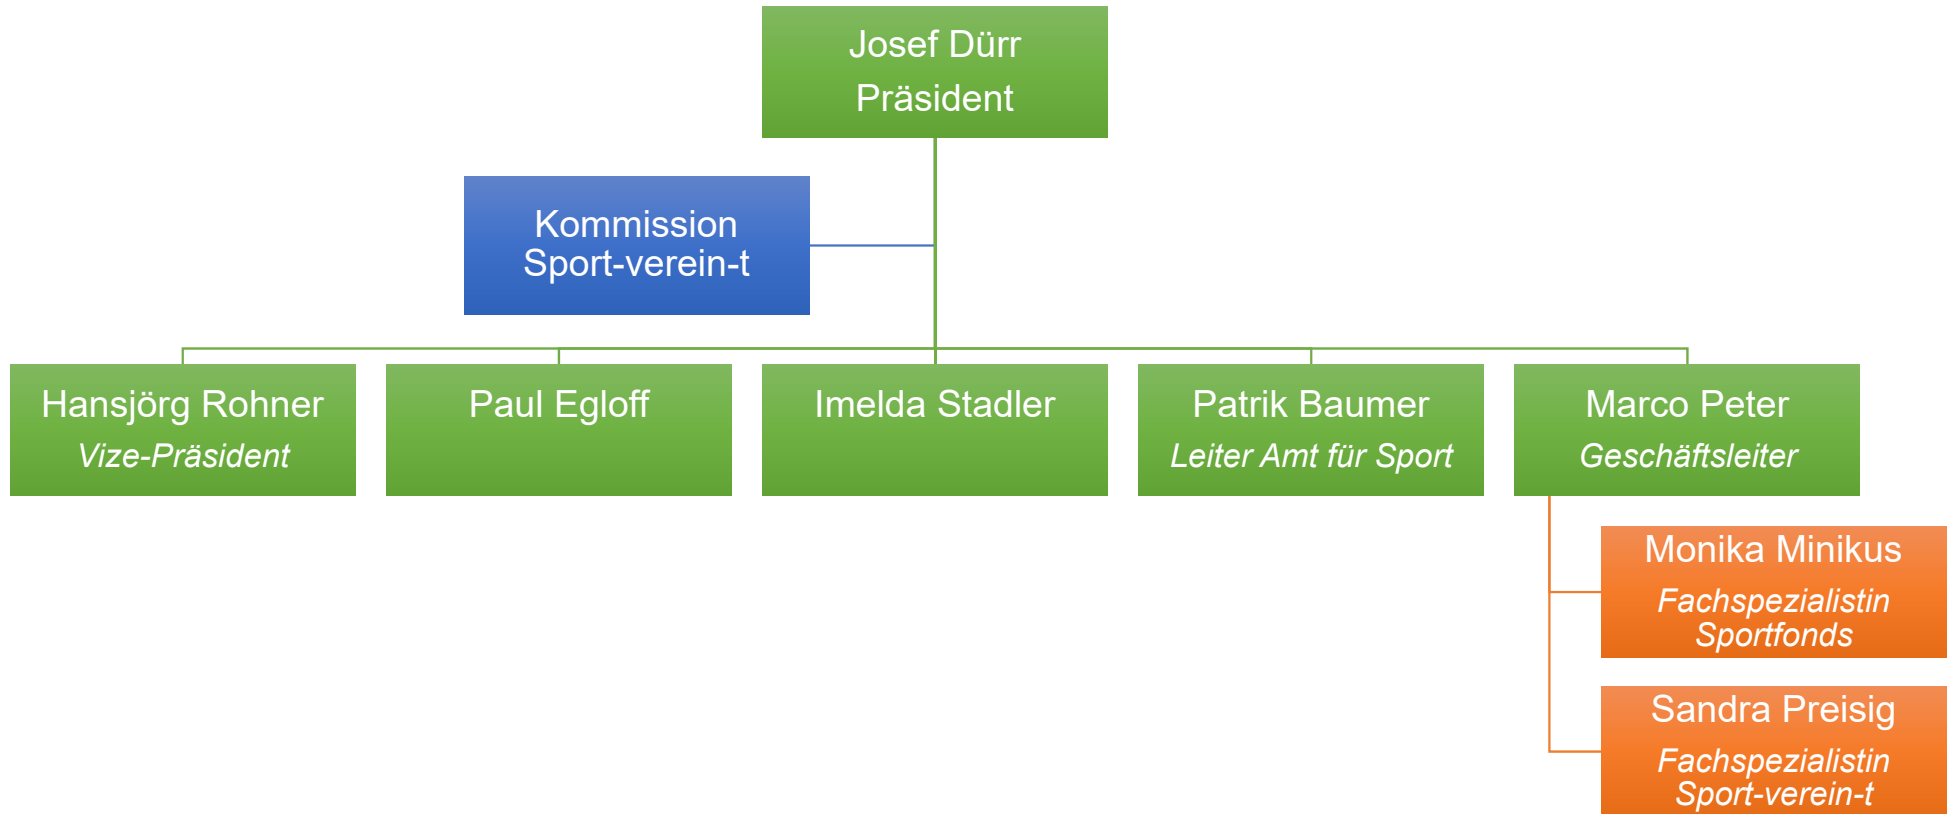 Josef Dürr
Präsident
Kommission
Sport-verein-t
Hansjörg Rohner
Vize-Präsident
Paul Egloff
Imelda Stadler
Patrik Baumer
Leiter Amt für Sport
Marco Peter
Geschäftsleiter
Monika Minikus
Fachspezialistin
Sportfonds
Sandra Preisig
Fachspezialistin
Sport-verein-t